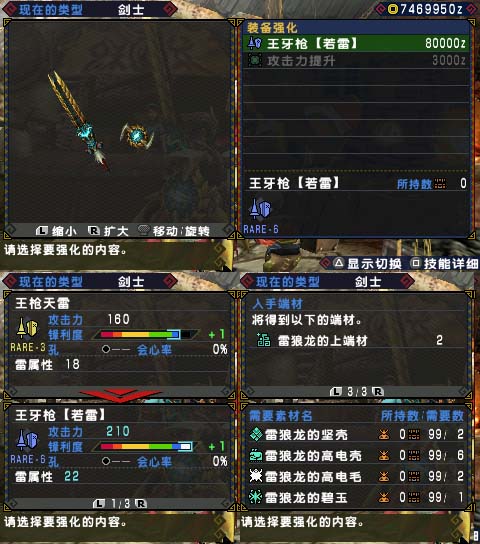 现在的类型 剑士
7469950z
装备强化
王牙枪【若雷】 80000z
攻击力提升 3000z
王牙枪【若雷】 所持数 0
RARE-6
L 缩小 R 扩大 移动/旋转
请选择要强化的内容。
△显示切换 □技能详细
现在的类型 剑士
王枪天雷
攻击力 160
锋利度 +1
RARE-3 孔 ●―― 会心率 0%
雷属性 18
王牙枪【若雷】
攻击力 210
锋利度 +1
RARE-6 孔 ●―― 会心率 0%
雷属性 22
L 1/3 R
请选择要强化的内容。
现在的类型 剑士
入手端材
将得到以下的端材。
雷狼龙的上端材 2
L 3/3 R
需要素材名 所持数/需要数
雷狼龙的坚壳 0 99/ 2
雷狼龙的高电壳 0 99/ 6
雷狼龙的高电毛 0 99/ 2
雷狼龙的碧玉 0 99/ 1
请选择要强化的内容。